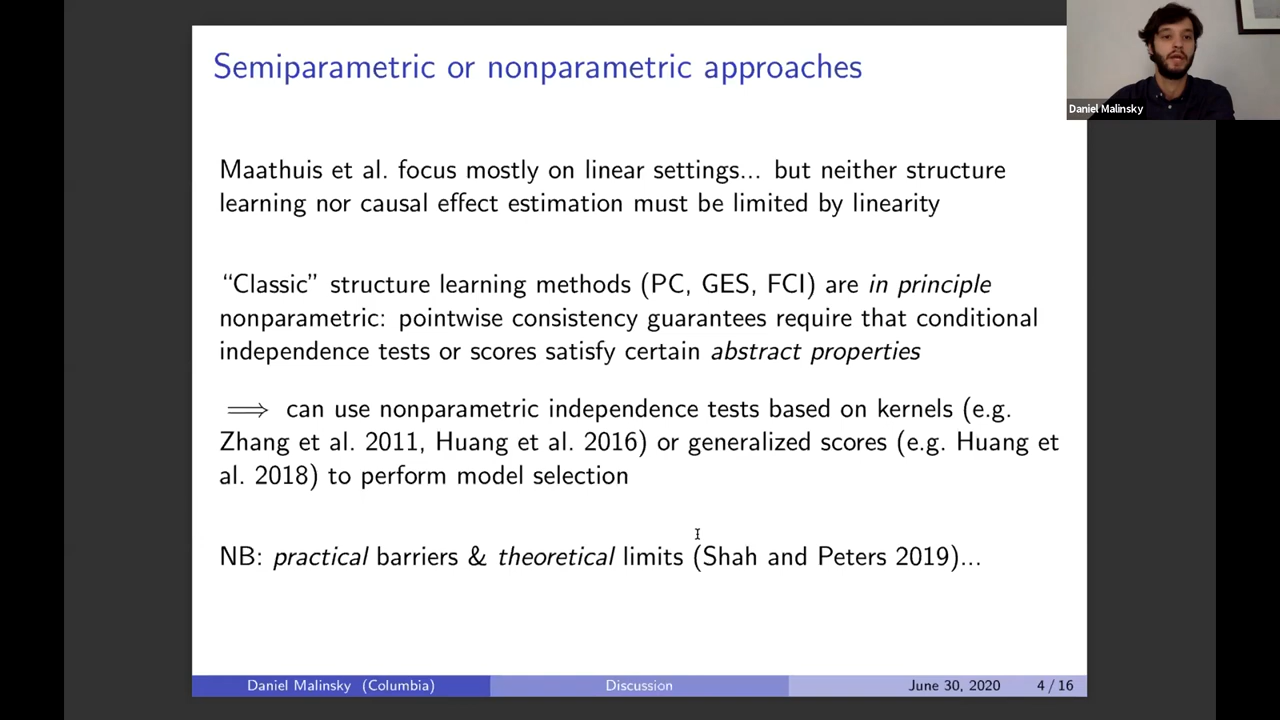 Semiparametric or nonparametric approaches
Daniel Malinsky
Maathuis et al. focus mostly on linear settings... but neither structure
learning nor causal effect estimation must be limited by linearity
“Classic” structure learning methods (PC, GES, FCI) are in principle
nonparametric: pointwise consistency guarantees require that conditional
independence tests or scores satisfy certain abstract properties
⟹ can use nonparametric independence tests based on kernels (e.g.
Zhang et al. 2011, Huang et al. 2016) or generalized scores (e.g. Huang et
al. 2018) to perform model selection
NB: practical barriers & theoretical limits (Shah and Peters 2019)...
Daniel Malinsky (Columbia) Discussion June 30, 2020 4 / 16